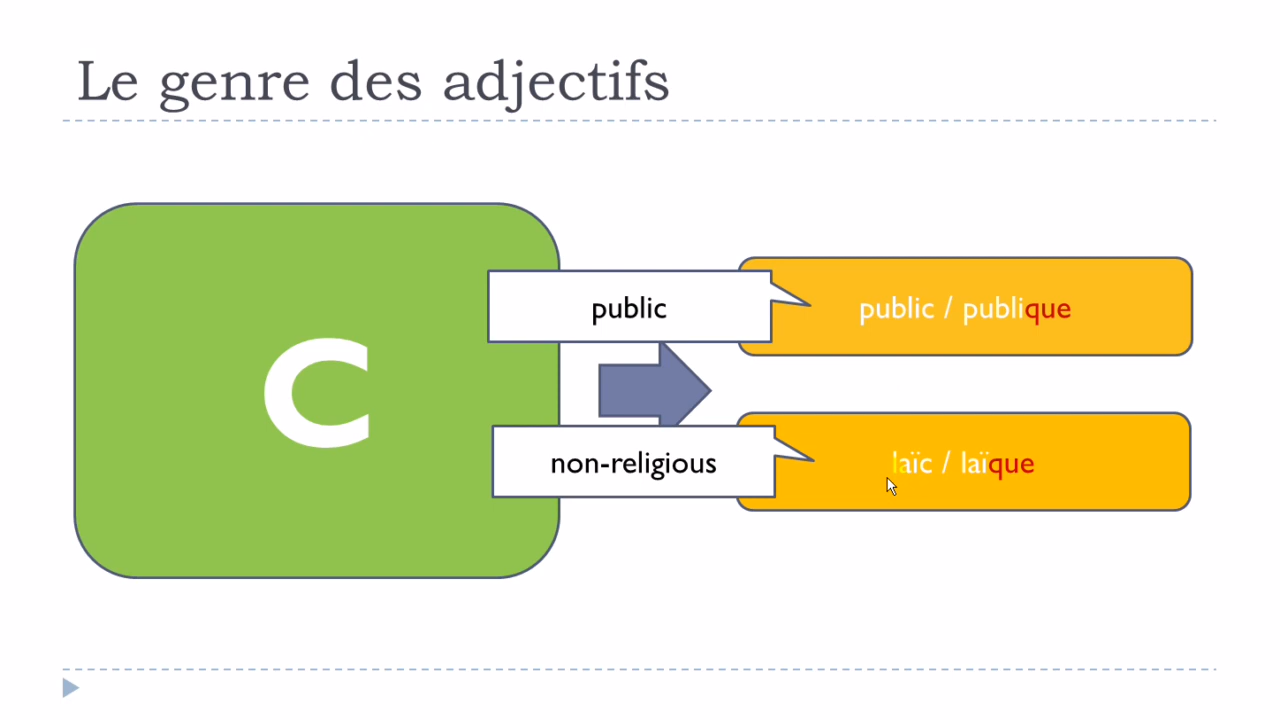 Le genre des adjectifs
C
public
public / publique
non-religious
laïc / laïque